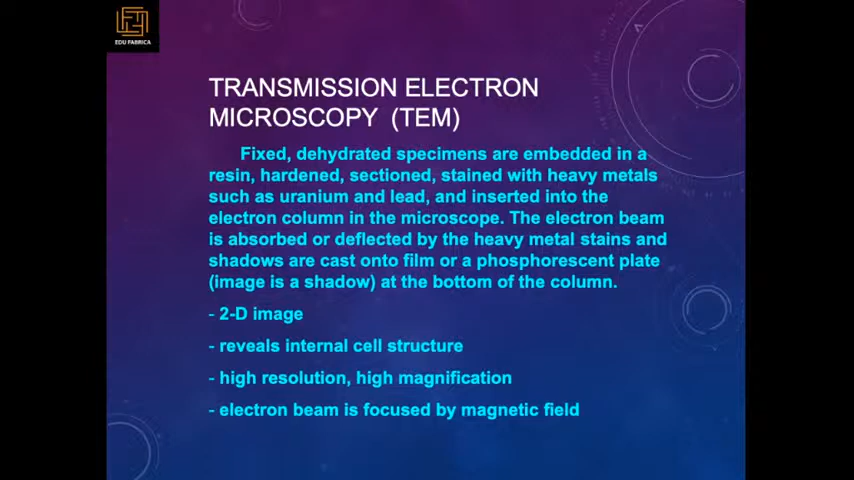 EDU FABRICA
TRANSMISSION ELECTRON
MICROSCOPY (TEM)
Fixed, dehydrated specimens are embedded in a
resin, hardened, sectioned, stained with heavy metals
such as uranium and lead, and inserted into the
electron column in the microscope. The electron beam
is absorbed or deflected by the heavy metal stains and
shadows are cast onto film or a phosphorescent plate
(image is a shadow) at the bottom of the column.
- 2-D image
- reveals internal cell structure
- high resolution, high magnification
- electron beam is focused by magnetic field